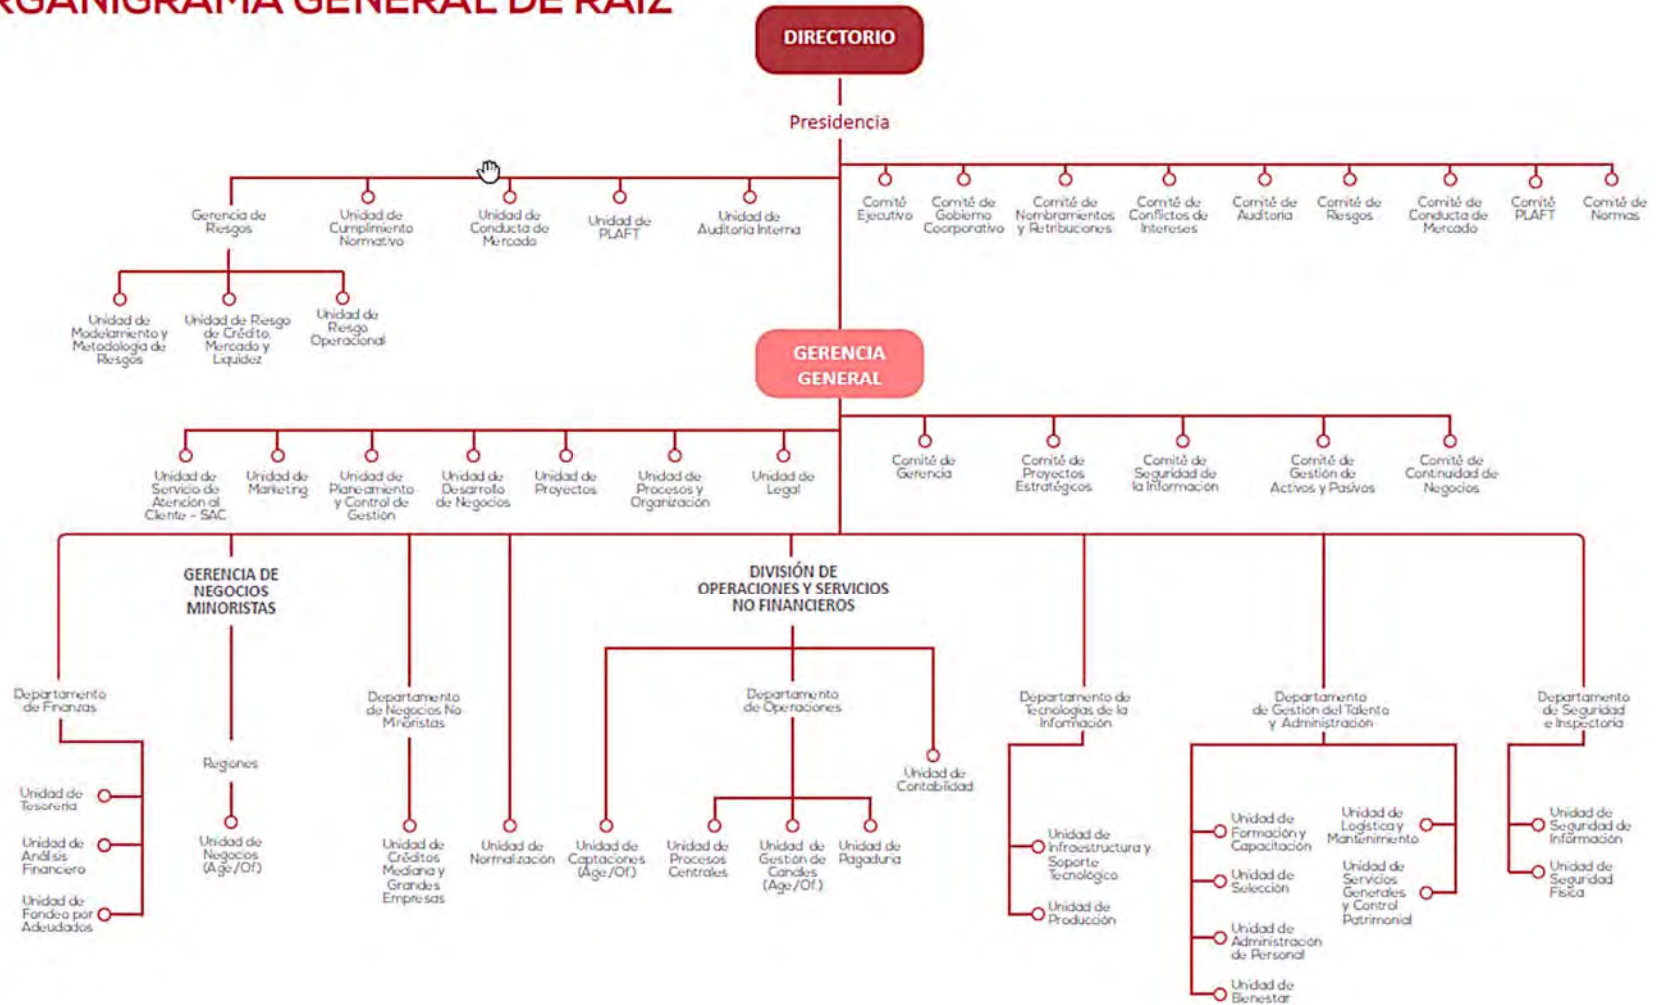 ORGANIGRAMA GENERAL DE RAÍZ
DIRECTORIO
Presidencia
Gerencia de
Riesgos
Unidad de
Cumplimiento
Normativo
Unidad de
Conducta de
Mercado
Unidad de
PLAFT
Unidad de
Auditoría Interna
Comité
Ejecutivo
Comité de
Gobierno
Coorporativo
Comité de
Nombramientos
y Retribuciones
Comité de
Conflictos de
Intereses
Comité de
Auditoría
Comité de
Riesgos
Comité de
Conducta de
Mercado
Comité
PLAFT
Comité de
Normas
Unidad de
Modelamiento y
Metodología de
Riesgos
Unidad de Riesgo
de Crédito,
Mercado y
Liquidez
Unidad de
Riesgo
Operacional
GERENCIA
GENERAL
Unidad de
Servicio de
Atención al
Cliente - SAC
Unidad de
Marketing
Unidad de
Planeamiento
y Control de
Gestión
Unidad de
Desarrollo
de Negocios
Unidad de
Proyectos
Unidad de
Procesos y
Organización
Unidad de
Legal
Comité de
Gerencia
Comité de
Proyectos
Estratégicos
Comité de
Seguridad de
la Información
Comité de
Gestión de
Activos y Pasivos
Comité de
Continuidad de
Negocios
GERENCIA DE
NEGOCIOS
MINORISTAS
DIVISIÓN DE
OPERACIONES Y SERVICIOS
NO FINANCIEROS
Departamento
de Finanzas
Regiones
Departamento
de Negocios No
Minoristas
Departamento
de Operaciones
Unidad de
Contabilidad
Departamento de
Tecnologías de la
Información
Departamento
de Gestión del Talento
y Administración
Departamento
de Seguridad
e Inspectoría
Unidad de
Tesorería
Unidad de
Análisis
Financiero
Unidad de
Fondeo por
Adeudados
Unidad de
Negocios
(Age./Of.)
Unidad de
Créditos
Mediana y
Grandes
Empresas
Unidad de
Normalización
Unidad de
Captaciones
(Age./Of.)
Unidad de
Procesos
Centrales
Unidad de
Gestión de
Canales
(Age./Of.)
Unidad de
Pagaduría
Unidad de
Infraestructura y
Soporte
Tecnológico
Unidad de
Producción
Unidad de
Formación y
Capacitación
Unidad de
Selección
Unidad de
Administración
de Personal
Unidad de
Bienestar
Unidad de
Logística y
Mantenimiento
Unidad de
Servicios
Generales
y Control
Patrimonial
Unidad de
Seguridad de
Información
Unidad de
Seguridad
Física